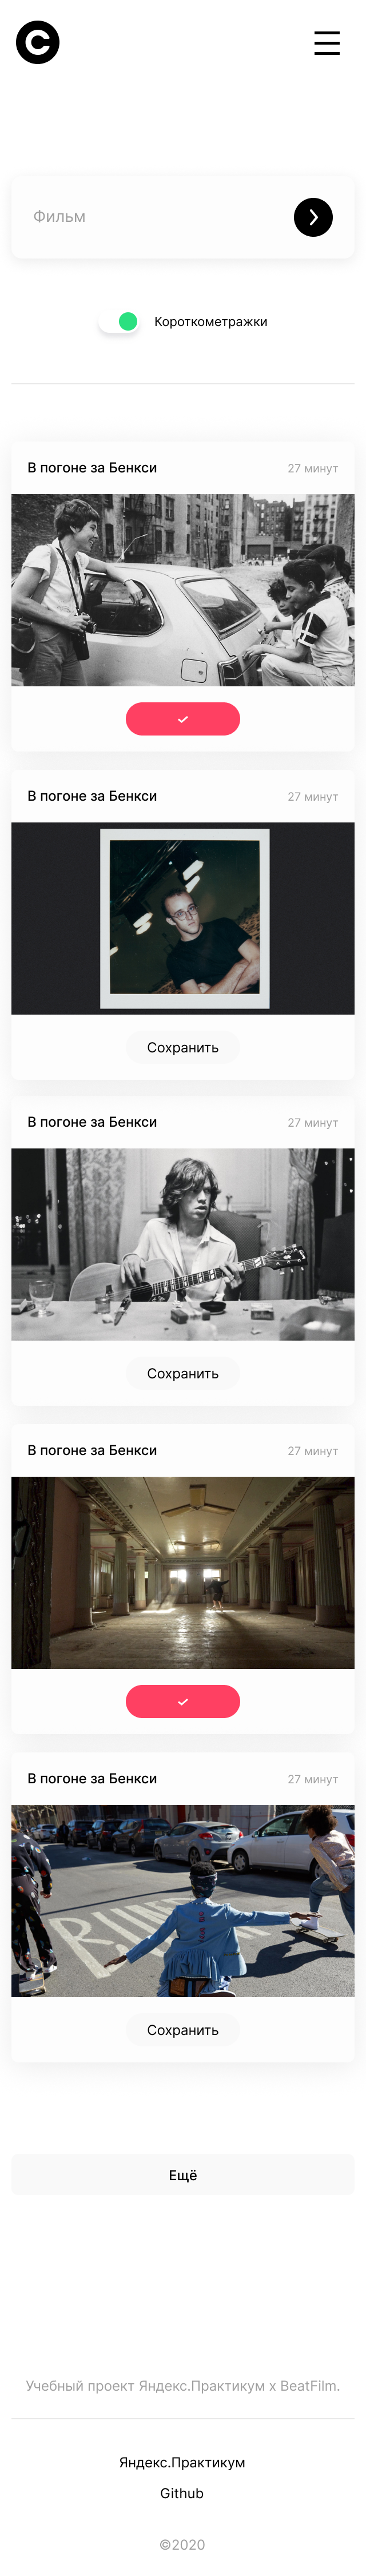 Фильм
Короткометражки
В погоне за Бенкси 27 минут
В погоне за Бенкси 27 минут
Сохранить
В погоне за Бенкси 27 минут
Сохранить
В погоне за Бенкси 27 минут
В погоне за Бенкси 27 минут
Сохранить
Ещё
Учебный проект Яндекс.Практикум х BeatFilm.
Яндекс.Практикум
Github
©2020